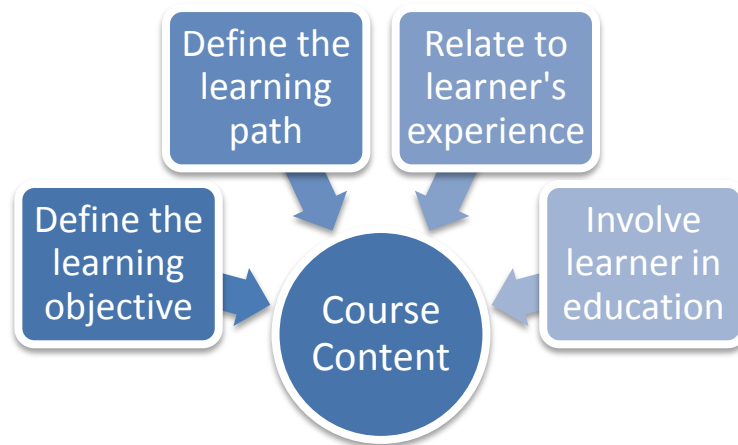 Define the
learning
objective
Define the
learning
path
Relate to
learner's
experience
Involve
learner in
education
Course
Content